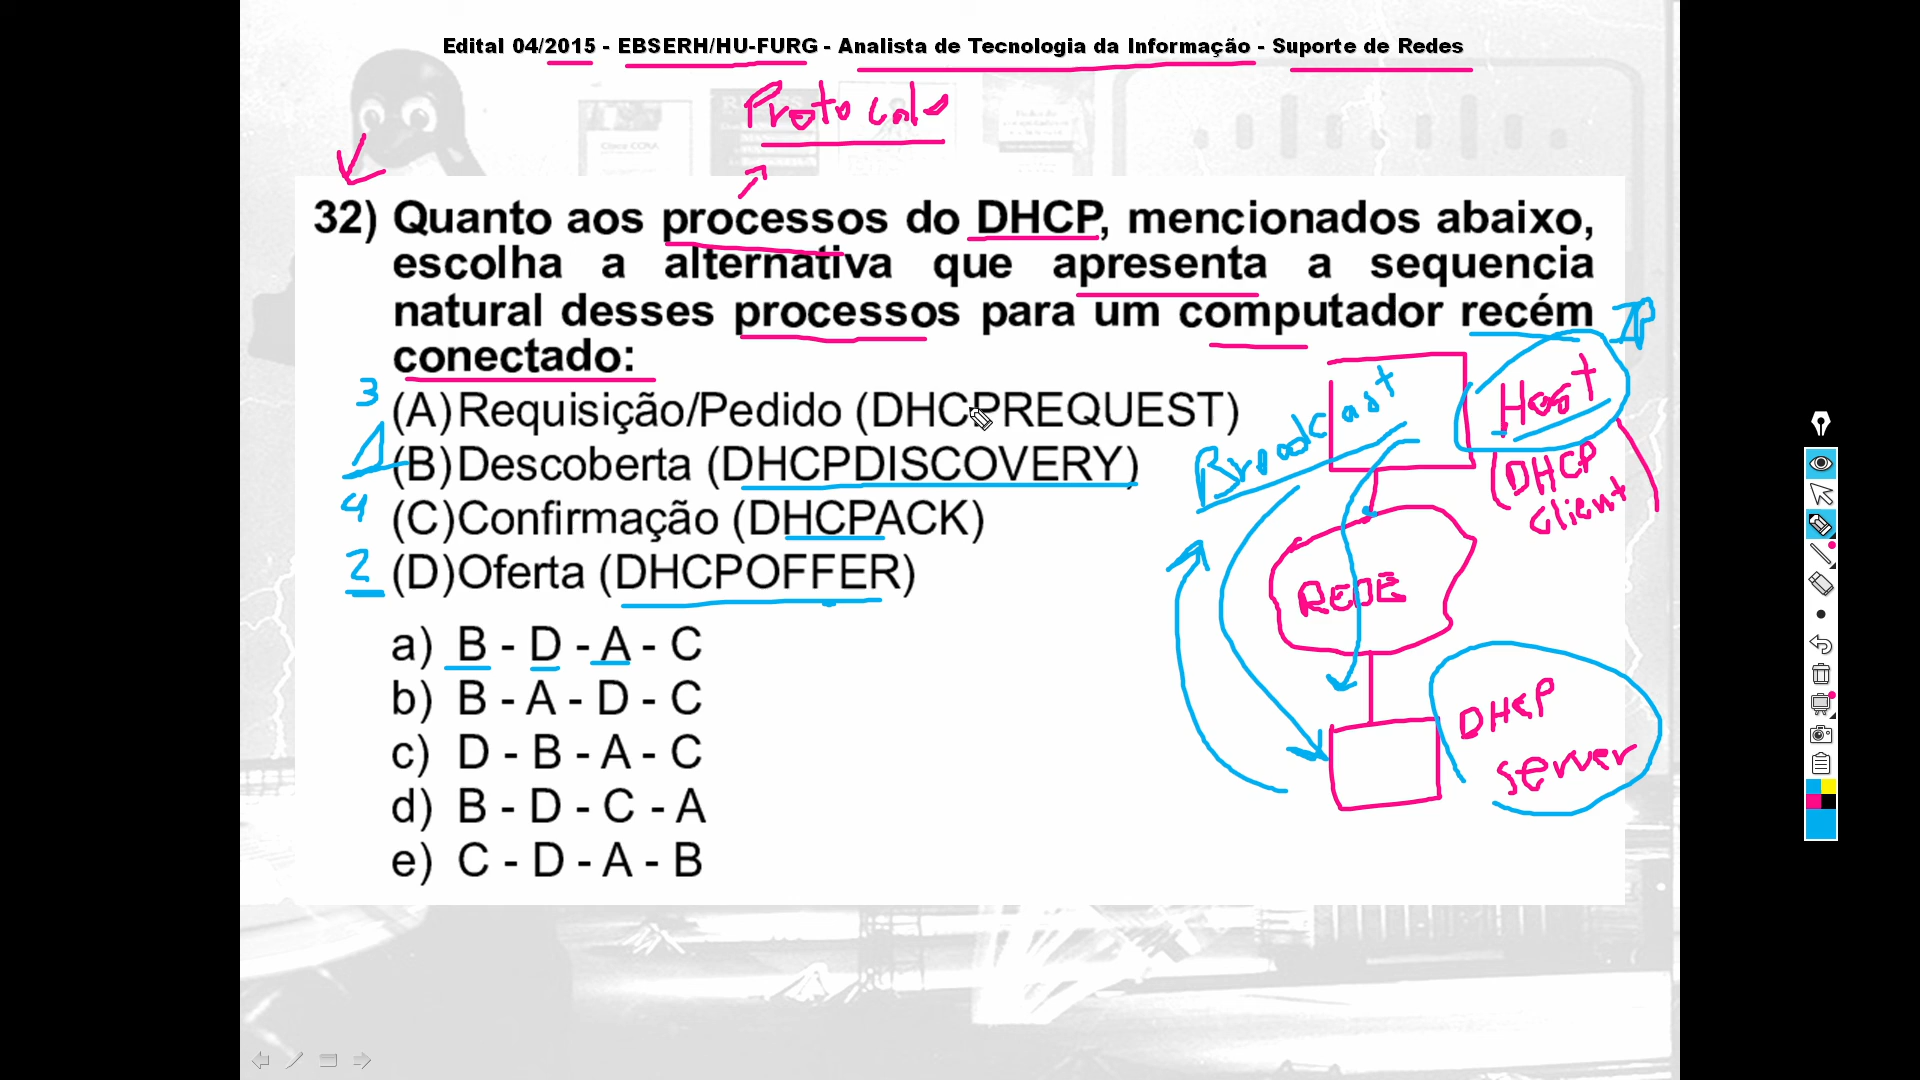 Edital 04/2015 - EBSERH/HU-FURG - Analista de Tecnologia da Informação - Suporte de Redes
Protocolo
32) Quanto aos processos do DHCP, mencionados abaixo,
escolha a alternativa que apresenta a sequencia
natural desses processos para um computador recém
conectado:
IP
Host
3
(A) Requisição/Pedido (DHCPREQUEST)
Broadcast
1
(B) Descoberta (DHCPDISCOVERY)
(DHCP
client
4
(C) Confirmação (DHCPACK)
2
(D) Oferta (DHCPOFFER)
REDE
a) B - D - A - C
b) B - A - D - C
DHCP
server
c) D - B - A - C
d) B - D - C - A
e) C - D - A - B